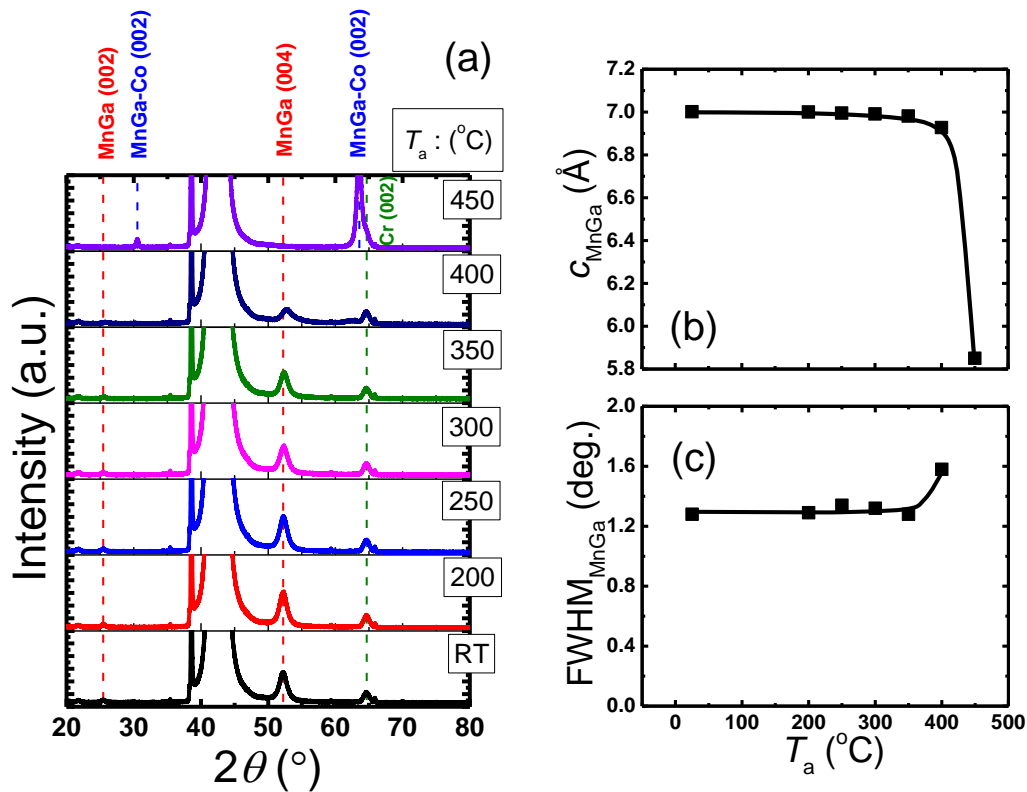 (a)
MnGa (002)
MnGa-Co (002)
MnGa (004)
MnGa-Co (002)
Cr (002)
Tₐ : (°C)
450
400
350
300
250
200
RT
Intensity (a.u.)
20 30 40 50 60 70 80
2θ (°)
7.2
7.0
6.8
6.6
6.4
6.2
6.0
5.8
c_MnGa (Å)
(b)
2.0
1.6
1.2
0.8
0.4
0.0
FWHM_MnGa (deg.)
(c)
0 100 200 300 400 500
Tₐ (°C)